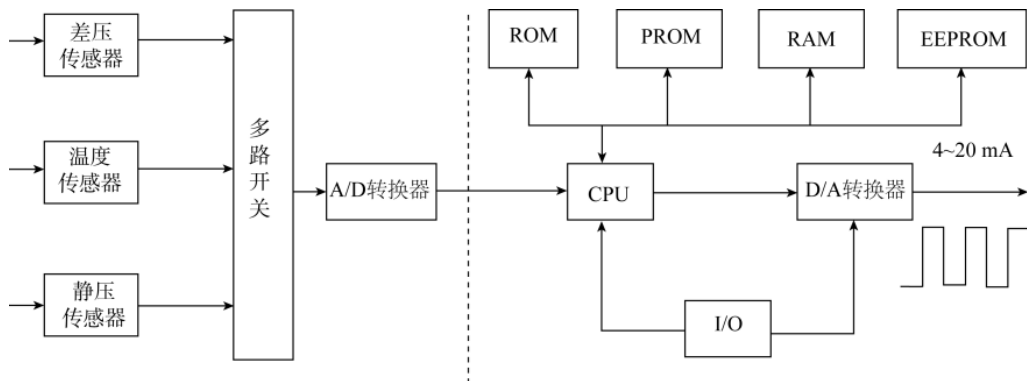 差压
传感器
温度
传感器
静压
传感器
多
路
开
关
A/D转换器
ROM
PROM
RAM
EEPROM
4~20 mA
CPU
D/A转换器
I/O